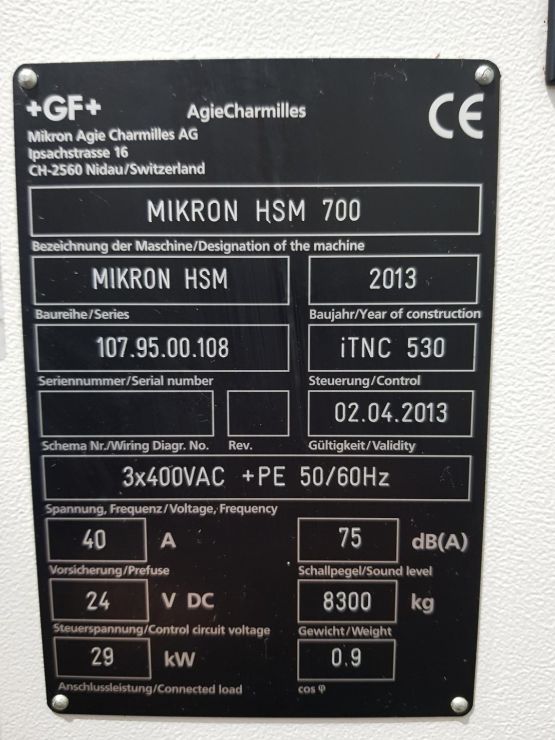 +GF+ AgieCharmilles CE
Mikron Agie Charmilles AG
Ipsachstrasse 16
CH-2560 Nidau/Switzerland
MIKRON HSM 700
Bezeichnung der Maschine/Designation of the machine
MIKRON HSM 2013
Baureihe/Series Baujahr/Year of construction
107.95.00.108 iTNC 530
Seriennummer/Serial number Steuerung/Control
02.04.2013
Schema Nr./Wiring Diagr. No. Rev. Gültigkeit/Validity
3x400VAC +PE 50/60Hz
Spannung, Frequenz/Voltage, Frequency
40 A 75 dB(A)
Vorsicherung/Prefuse Schallpegel/Sound level
24 V DC 8300 kg
Steuerspannung/Control circuit voltage Gewicht/Weight
29 kW 0.9
Anschlussleistung/Connected load cos φ